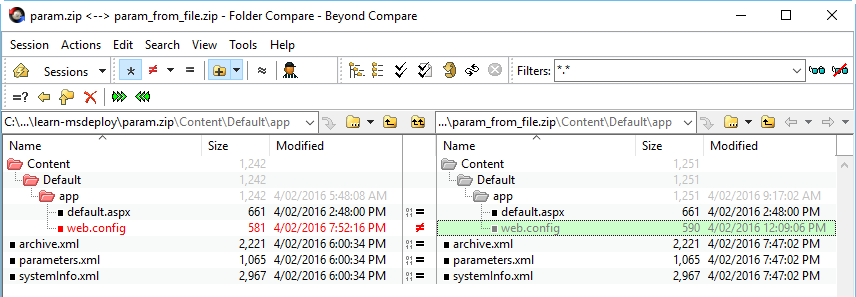 param.zip <--> param_from_file.zip - Folder Compare - Beyond Compare
Session Actions Edit Search View Tools Help
Sessions * ≠ = ≈ Filters: *.*
=?
C:\...\learn-msdeploy\param.zip\Content\Default\app ...\param_from_file.zip\Content\Default\app
Name Size Modified Name Size Modified
Content 1,242 Content 1,251
Default 1,242 Default 1,251
app 1,242 4/02/2016 5:48:08 AM app 1,251 4/02/2016 9:17:02 AM
default.aspx 661 4/02/2016 2:48:00 PM = default.aspx 661 4/02/2016 2:48:00 PM
web.config 581 4/02/2016 7:52:16 PM ≠ web.config 590 4/02/2016 12:09:06 PM
archive.xml 2,221 4/02/2016 6:00:34 PM = archive.xml 2,221 4/02/2016 7:47:02 PM
parameters.xml 1,065 4/02/2016 6:00:34 PM = parameters.xml 1,065 4/02/2016 7:47:02 PM
systemInfo.xml 2,967 4/02/2016 6:00:34 PM = systemInfo.xml 2,967 4/02/2016 7:47:02 PM